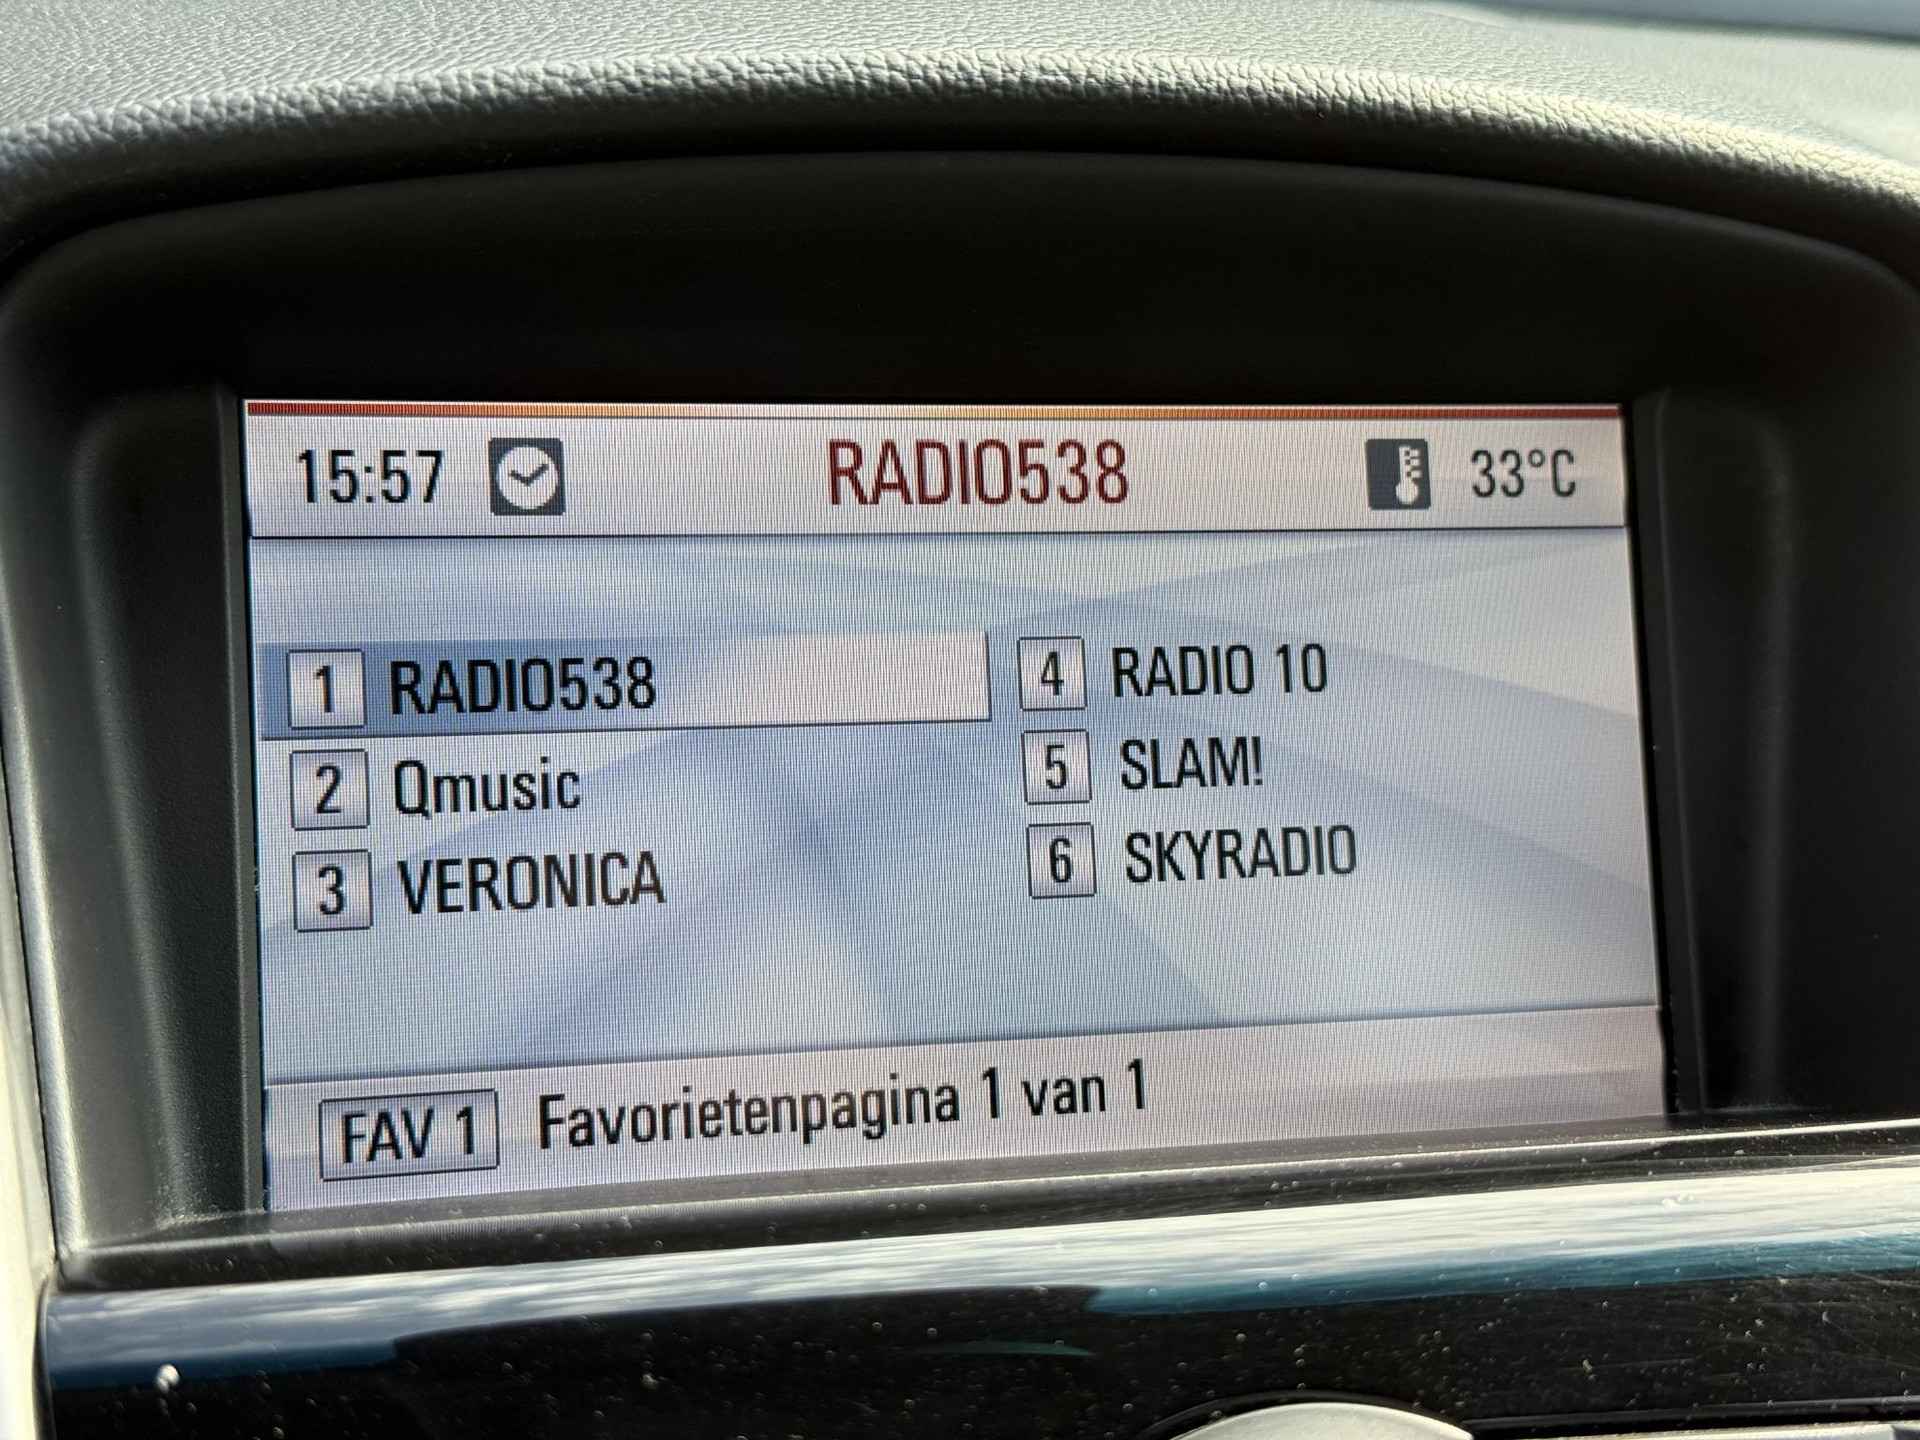 15:57 RADIO538 33°C
1 RADIO538
2 Qmusic
3 VERONICA
4 RADIO 10
5 SLAM!
6 SKYRADIO
FAV 1 Favorietenpagina 1 van 1